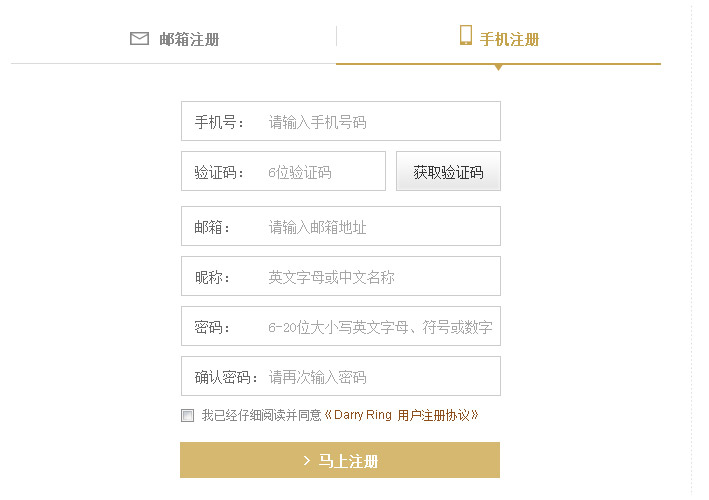 邮箱注册 手机注册
手机号： 请输入手机号码
验证码： 6位验证码 获取验证码
邮箱： 请输入邮箱地址
昵称： 英文字母或中文名称
密码： 6-20位大小写英文字母、符号或数字
确认密码： 请再次输入密码
我已经仔细阅读并同意《Darry Ring 用户注册协议》
> 马上注册